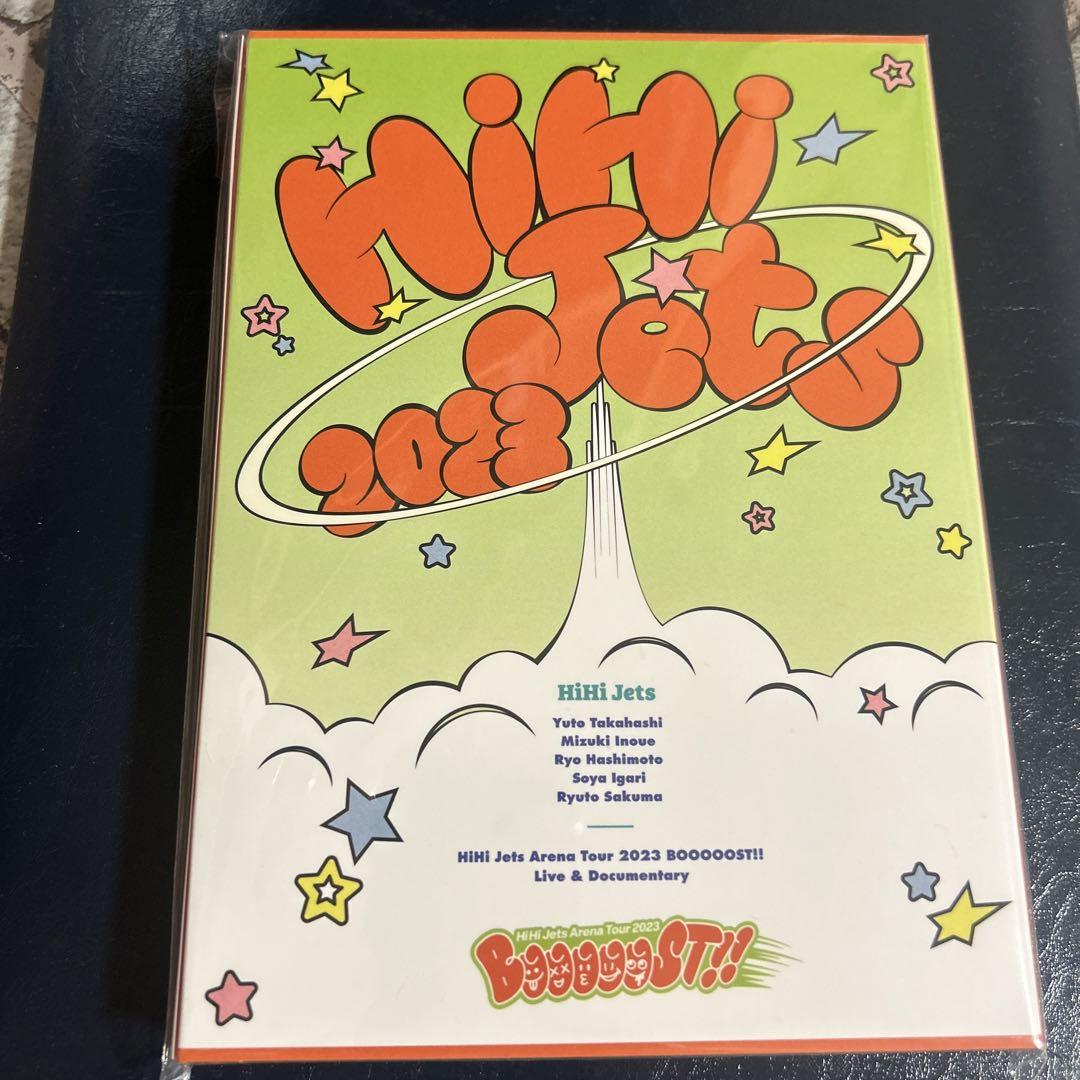 HiHi
Jets
2023
HiHi Jets
Yuto Takahashi
Mizuki Inoue
Ryo Hashimoto
Soya Igari
Ryuto Sakuma
HiHi Jets Arena Tour 2023 BOOOOOST!!
Live & Documentary
HiHi Jets Arena Tour 2023
BOOOOOST!!